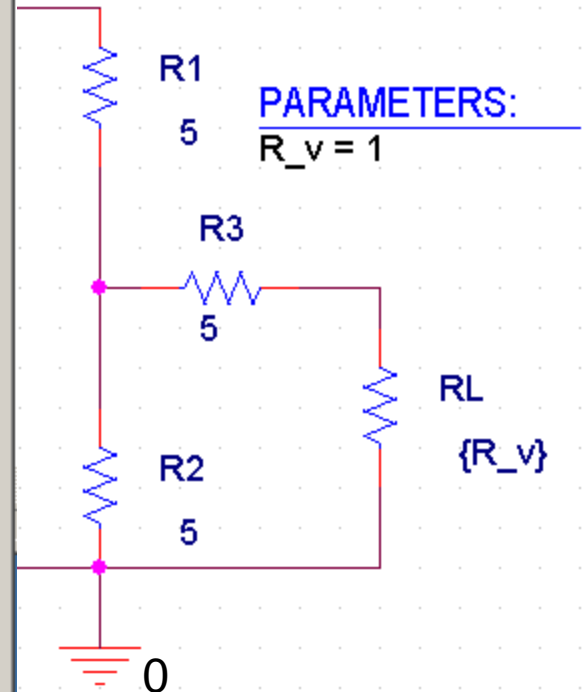 R1
5
PARAMETERS:
R_v = 1
R3
5
RL
{R_v}
R2
5
0